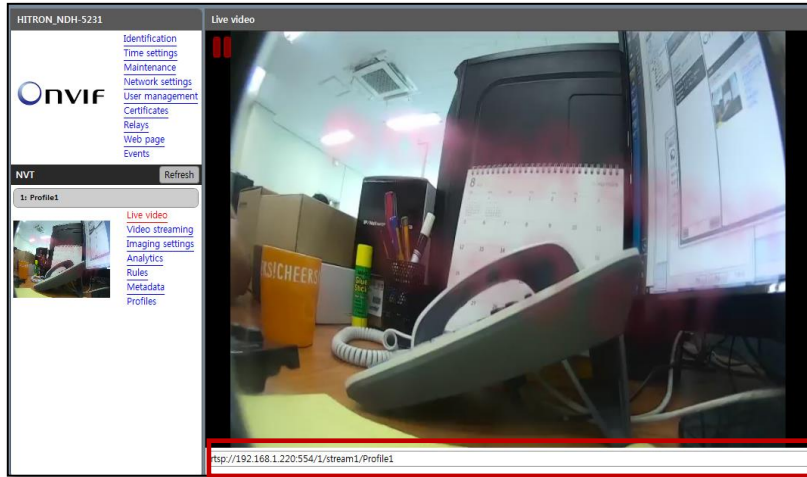 HITRON_NDH-5231
Onvif
Identification
Time settings
Maintenance
Network settings
User management
Certificates
Relays
Web page
Events
NVT
Refresh
1: Profile1
Live video
Video streaming
Imaging settings
Analytics
Rules
Metadata
Profiles
Live video
8
KS!CHEERS
rtsp://192.168.1.220:554/1/stream1/Profile1